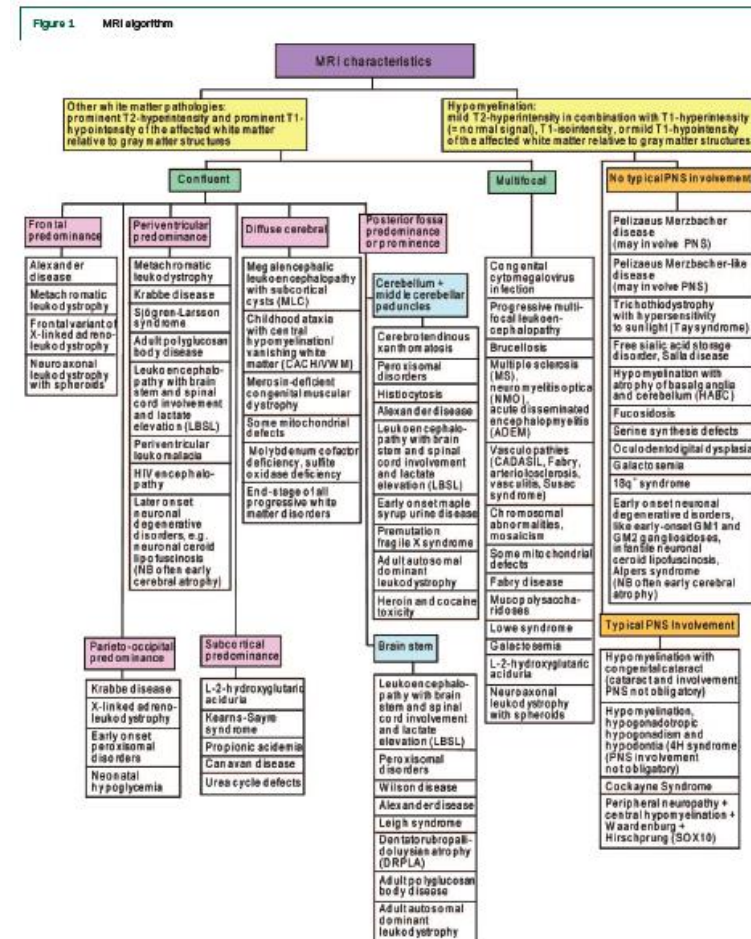 Figure 1 MRI algorithm
MRI characteristics
Other white matter pathologies:
prominent T2-hyperintensity and prominent T1-
hypointensity of the affected white matter
relative to gray matter structures
Hypomyelination:
mild T2-hyperintensity in combination with T1-hyperintensity
(= normal signal), T1-isointensity, or mild T1-hypointensity
of the affected white matter relative to gray matter structures
Confluent
Multifocal
No typical PNS involvement
Frontal
predominance
Alexander
disease
Metachromatic
leukodystrophy
Frontal variant of
X-linked adreno-
leukodystrophy
Neuroaxonal
leukodystrophy
with spheroids
Periventricular
predominance
Metachromatic
leukodystrophy
Krabbe disease
Sjögren-Larsson
syndrome
Adult polyglucosan
body disease
Leukoencephalo-
pathy with brain
stem and spinal
cord involvement
and lactate
elevation (LBSL)
Periventricular
leukomalacia
HIV encephalo-
pathy
Later onset
neuronal
degenerative
disorders, e.g.
neuronal ceroid
lipofuscinosis
(NB often early
cerebral atrophy)
Diffuse cerebral
Megalencephalic
leukoencephalopathy
with subcortical
cysts (MLC)
Childhood ataxia
with central
hypomyelination/
vanishing white
matter (CACH/VWM)
Merosin-deficient
congenital muscular
dystrophy
Some mitochondrial
defects
Molybdenum cofactor
deficiency, sulfite
oxidase deficiency
End-stage of all
progressive white
matter disorders
Posterior fossa
predominance
or prominence
Cerebellum +
middle cerebellar
peduncles
Cerebrotendinous
xanthomatosis
Peroxisomal
disorders
Histiocytosis
Alexander disease
Leukoencephalo-
pathy with brain
stem and spinal
cord involvement
and lactate
elevation (LBSL)
Early onset maple
syrup urine disease
Premutation
fragile X syndrome
Adult autosomal
dominant
leukodystrophy
Heroin and cocaine
toxicity
Congenital
cytomegalovirus
infection
Progressive multi-
focal leukoen-
cephalopathy
Brucellosis
Multiple sclerosis
(MS),
neuromyelitis optica
(NMO),
acute disseminated
encephalopmyelitis
(ADEM)
Vasculopathies
(CADASIL, Fabry,
arteriolosclerosis,
vasculitis, Susac
syndrome)
Chromosomal
abnormalities,
mosaicism
Some mitochondrial
defects
Fabry disease
Mucopolysaccha-
ridoses
Lowe syndrome
Galactosemia
L-2-hydroxyglutaric
aciduria
Neuroaxonal
leukodystrophy
with spheroids
Pelizaeus Merzbacher
disease
(may involve PNS)
Pelizaeus Merzbacher-like
disease
(may involve PNS)
Trichothiodystrophy
with hypersensitivity
to sunlight (Tay syndrome)
Free sialic acid storage
disorder, Salla disease
Hypomyelination with
atrophy of basal ganglia
and cerebellum (HABC)
Fucosidosis
Serine synthesis defects
Oculodentodigital dysplasia
Galactosemia
18q⁻ syndrome
Early onset neuronal
degenerative disorders,
like early-onset GM1 and
GM2 gangliosidoses,
infantile neuronal
ceroid lipofuscinosis,
Alpers syndrome
(NB often early cerebral
atrophy)
Parieto-occipital
predominance
Krabbe disease
X-linked adreno-
leukodystrophy
Early onset
peroxisomal
disorders
Neonatal
hypoglycemia
Subcortical
predominance
L-2-hydroxyglutaric
aciduria
Kearns-Sayre
syndrome
Propionic acidemia
Canavan disease
Urea cycle defects
Brain stem
Leukoencephalo-
pathy with brain
stem and spinal
cord involvement
and lactate
elevation (LBSL)
Peroxisomal
disorders
Wilson disease
Alexander disease
Leigh syndrome
Dentatorubropalli-
doluysian atrophy
(DRPLA)
Adult polyglucosan
body disease
Adult autosomal
dominant
leukodystrophy
Typical PNS Involvement
Hypomyelination with
congenital cataract
(cataract and involvement
PNS not obligatory)
Hypomyelination,
hypogonadotropic
hypogonadism and
hypodontia (4H syndrome)
(PNS involvement
not obligatory)
Cockayne Syndrome
Peripheral neuropathy +
central hypomyelination +
Waardenburg +
Hirschprung (SOX10)